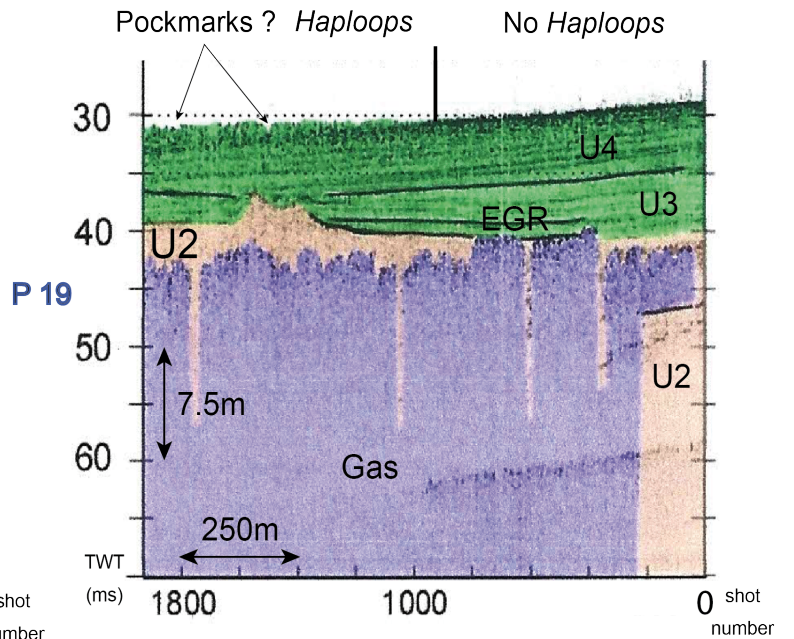 Pockmarks ? Haploops No Haploops
30
U4
U3
EGR
40
U2
P 19
50
U2
7.5m
60
Gas
250m
TWT
(ms)
1800 1000 0 shot
number
shot
umber